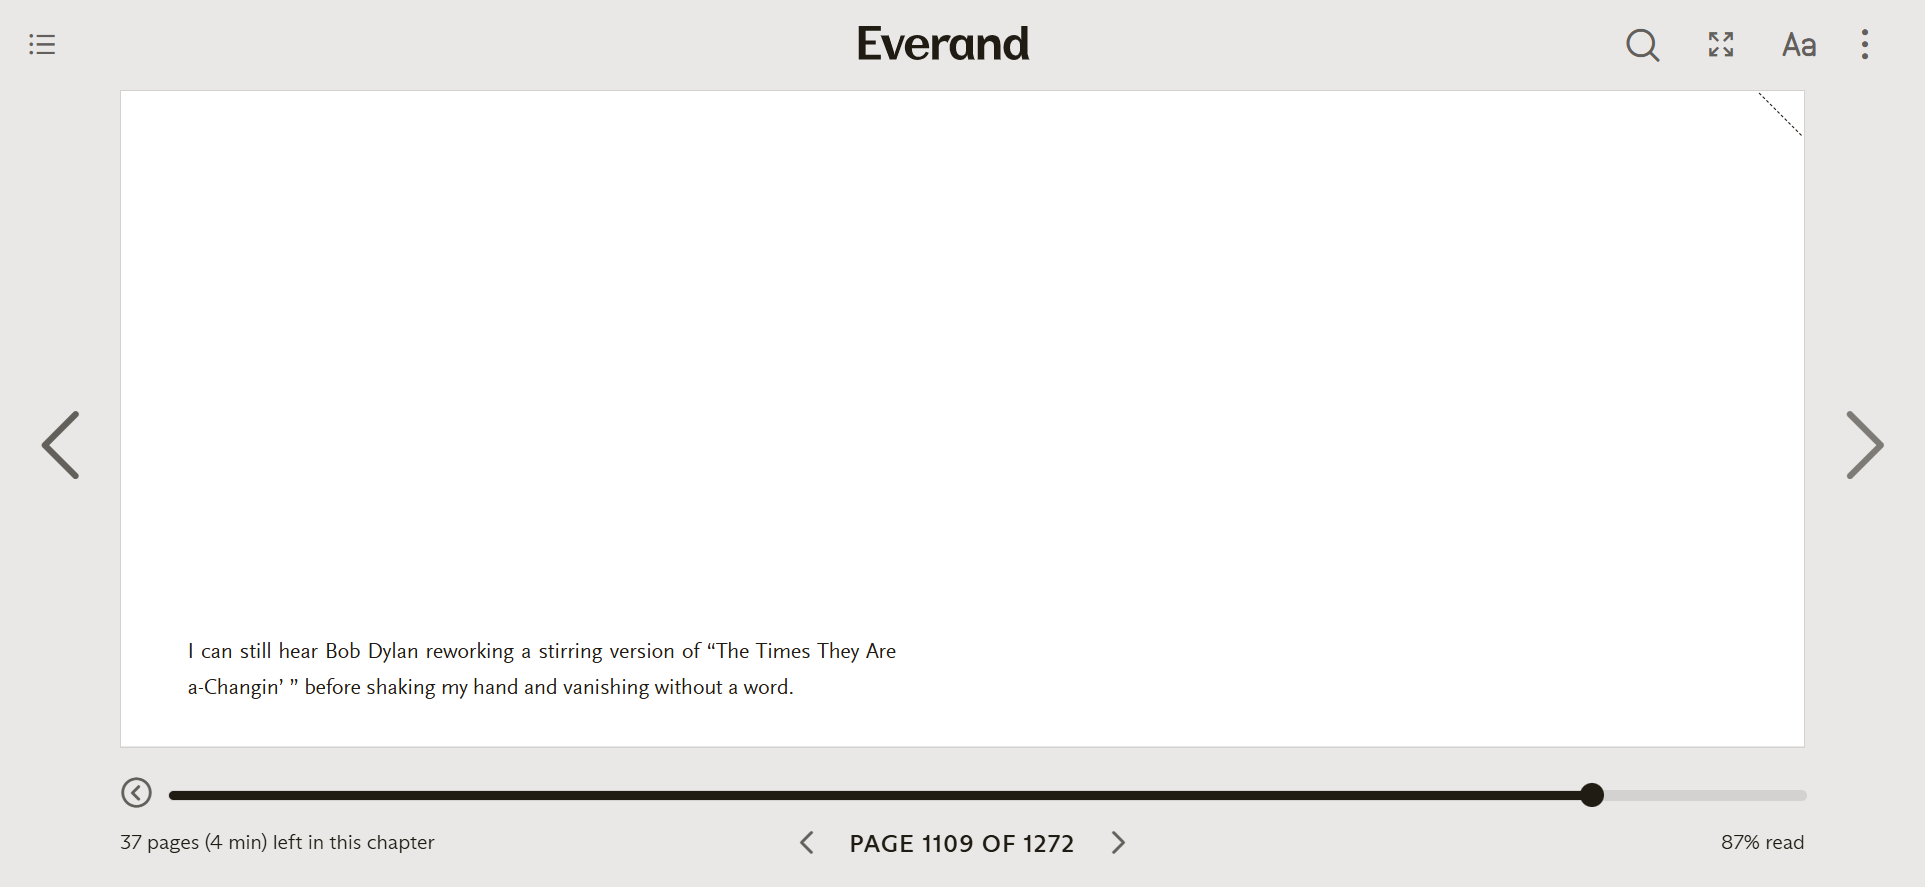 Everand
Aa
I can still hear Bob Dylan reworking a stirring version of “The Times They Are
a-Changin’ ” before shaking my hand and vanishing without a word.
37 pages (4 min) left in this chapter
PAGE 1109 OF 1272
87% read